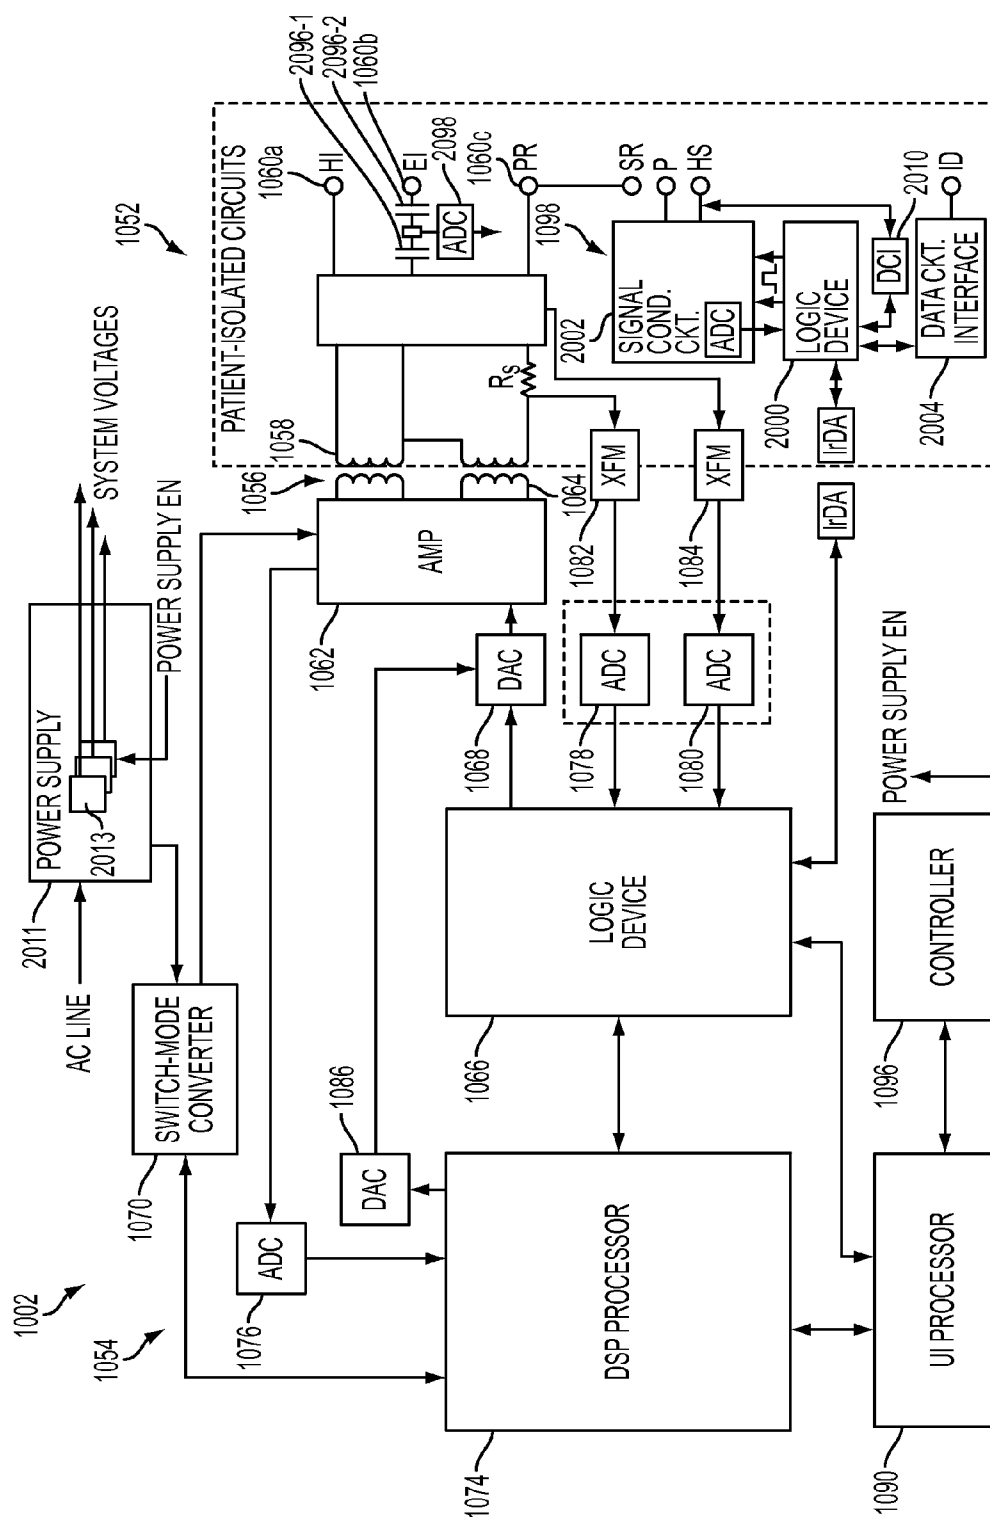 1002
1054
1052
2011
POWER SUPPLY
2013
AC LINE
SYSTEM VOLTAGES
POWER SUPPLY EN
1070
SWITCH-MODE
CONVERTER
1076
ADC
1086
DAC
1062
AMP
1056
1058
1064
PATIENT-ISOLATED CIRCUITS
1060a
HI
2096-1
2096-2
1060b
EI
ADC
2098
1060c
PR
RS
SR
P
HS
1098
2002
SIGNAL
COND.
CKT.
ADC
2000
LOGIC
DEVICE
DCI
2010
2004
DATA CKT.
INTERFACE
ID
IrDA
IrDA
1082
XFM
1084
XFM
1068
DAC
1078
ADC
1080
ADC
1066
LOGIC
DEVICE
1074
DSP PROCESSOR
1090
UI PROCESSOR
1096
CONTROLLER
POWER SUPPLY EN